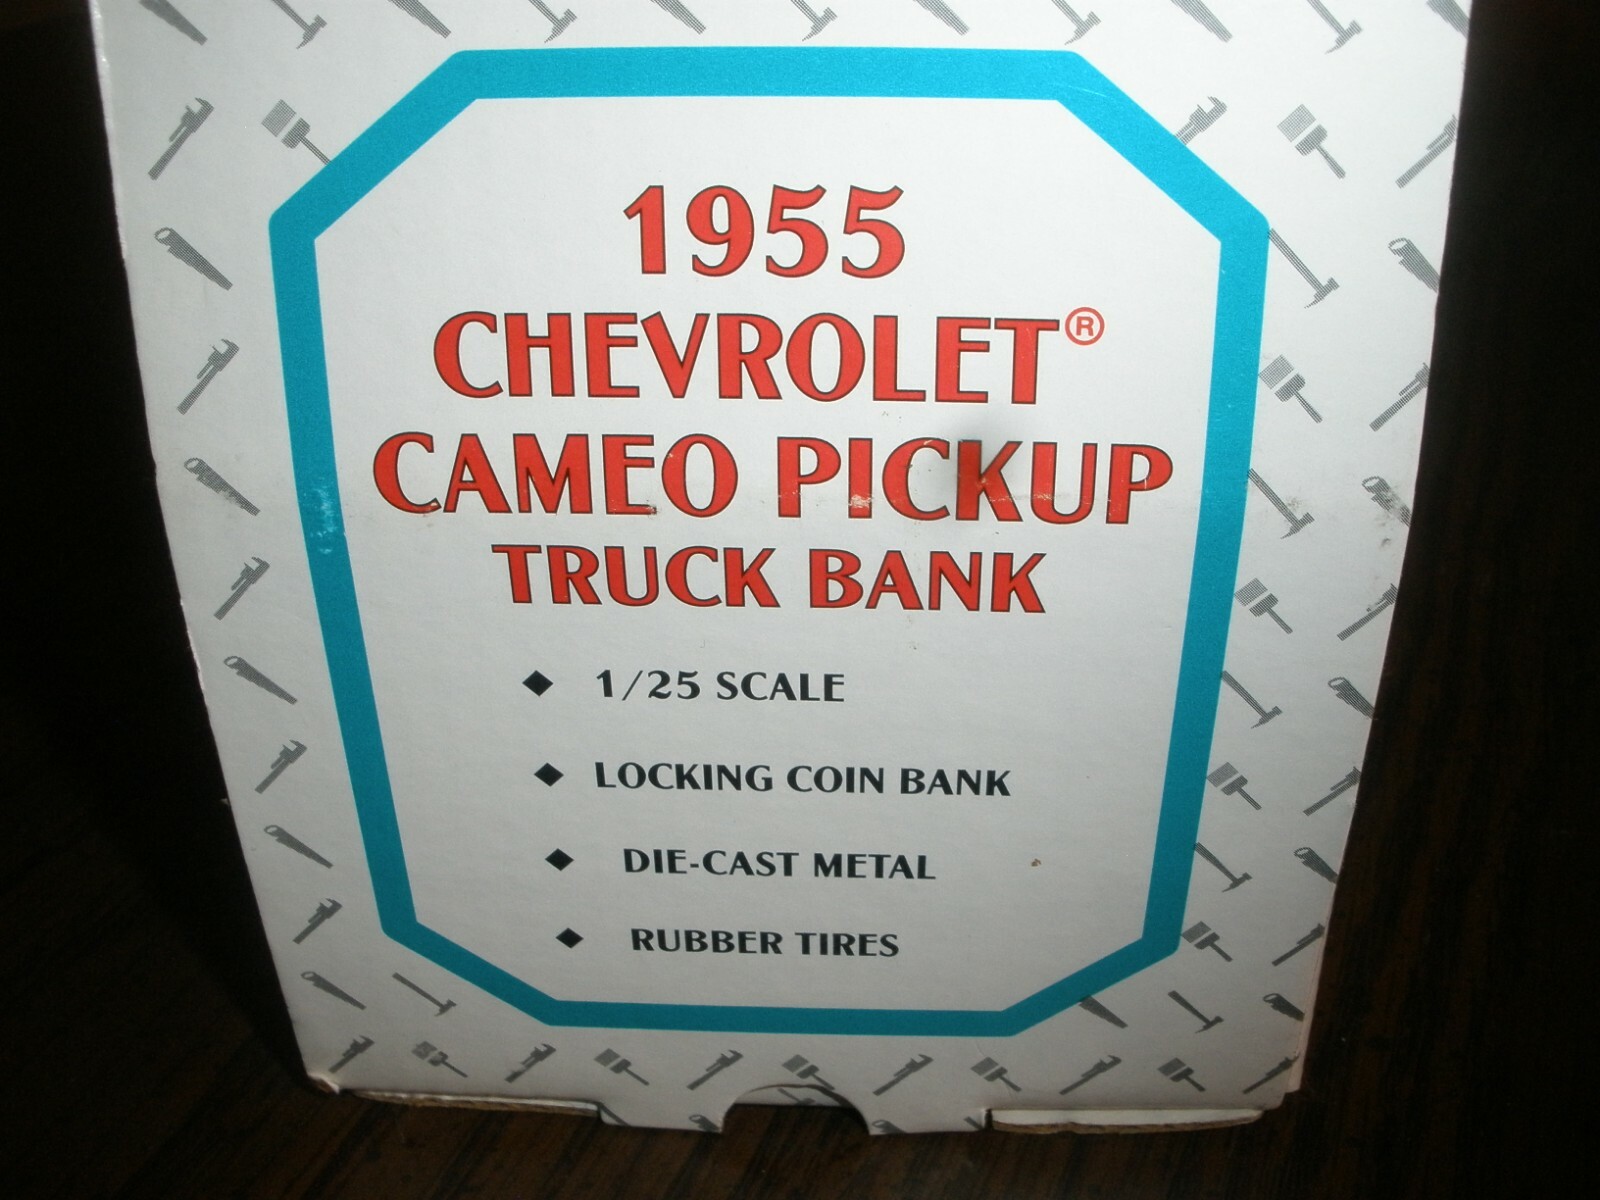 1955
CHEVROLET®
CAMEO PICKUP
TRUCK BANK
◆ 1/25 SCALE
◆ LOCKING COIN BANK
◆ DIE-CAST METAL
◆ RUBBER TIRES